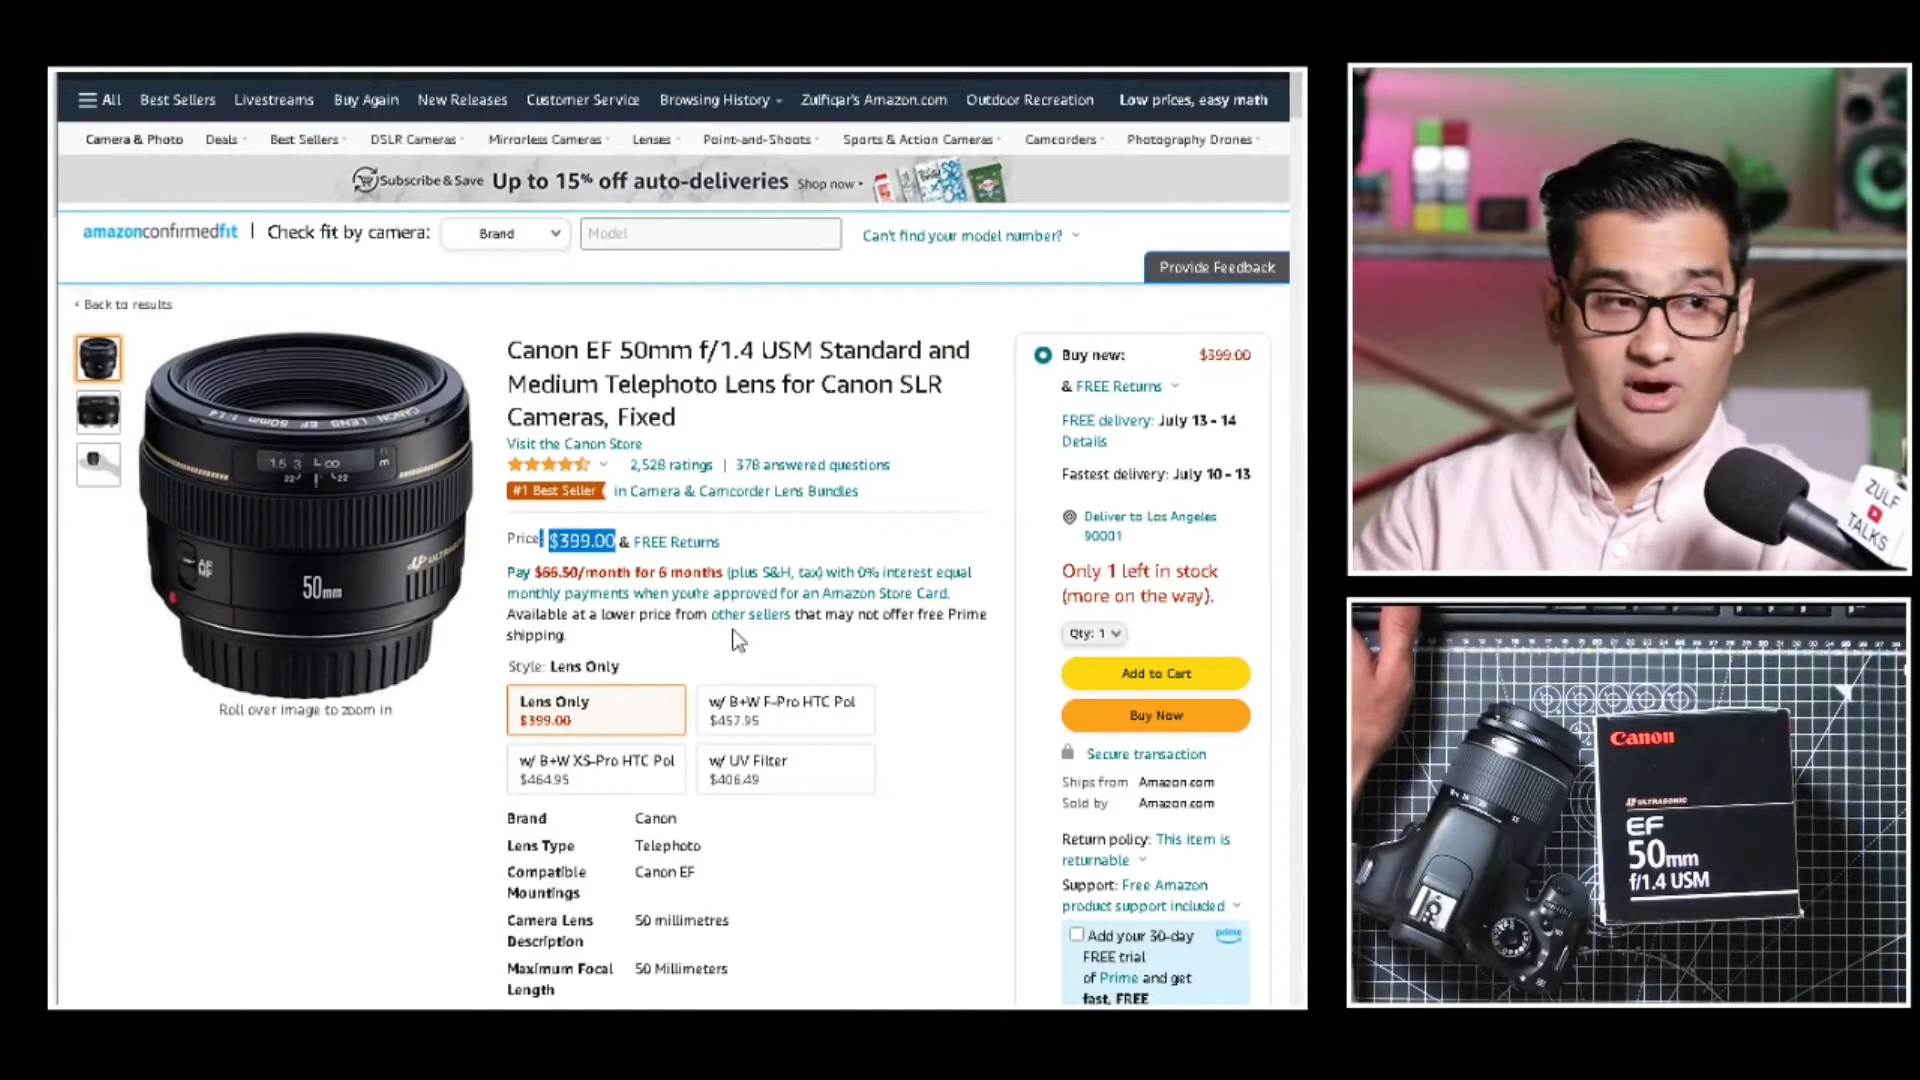 All Best Sellers Livestreams Buy Again New Releases Customer Service Browsing History Zulfiqar's Amazon.com Outdoor Recreation Low prices, easy math
Camera & Photo Deals Best Sellers DSLR Cameras Mirrorless Cameras Lenses Point-and-Shoots Sports & Action Cameras Camcorders Photography Drones
Subscribe & Save Up to 15% off auto-deliveries Shop now
amazonconfirmedfit | Check fit by camera: Brand Model Can't find your model number?
Provide Feedback
‹ Back to results
Canon EF 50mm f/1.4 USM Standard and
Medium Telephoto Lens for Canon SLR
Cameras, Fixed
Visit the Canon Store
2,528 ratings | 378 answered questions
#1 Best Seller in Camera & Camcorder Lens Bundles
Price: $399.00 & FREE Returns
Pay $66.50/month for 6 months (plus S&H, tax) with 0% interest equal
monthly payments when you're approved for an Amazon Store Card.
Available at a lower price from other sellers that may not offer free Prime
shipping.
Style: Lens Only
Lens Only
$399.00
w/ B+W F-Pro HTC Pol
$457.95
w/ B+W XS-Pro HTC Pol
$464.95
w/ UV Filter
$406.49
Brand Canon
Lens Type Telephoto
Compatible Canon EF
Mountings
Camera Lens 50 millimetres
Description
Maximum Focal 50 Millimeters
Length
CANON LENS EF 50mm 1:1.4
AF
MF
50mm
ULTRASONIC
Roll over image to zoom in
Buy new: $399.00
& FREE Returns
FREE delivery: July 13 - 14
Details
Fastest delivery: July 10 - 13
Deliver to Los Angeles
90001
Only 1 left in stock
(more on the way).
Qty: 1
Add to Cart
Buy Now
Secure transaction
Ships from Amazon.com
Sold by Amazon.com
Return policy: This item is
returnable
Support: Free Amazon
product support included
Add your 30-day prime
FREE trial
of Prime and get
fast, FREE
ZULF
TALKS
Canon
ULTRASONIC
EF
50mm
f/1.4 USM